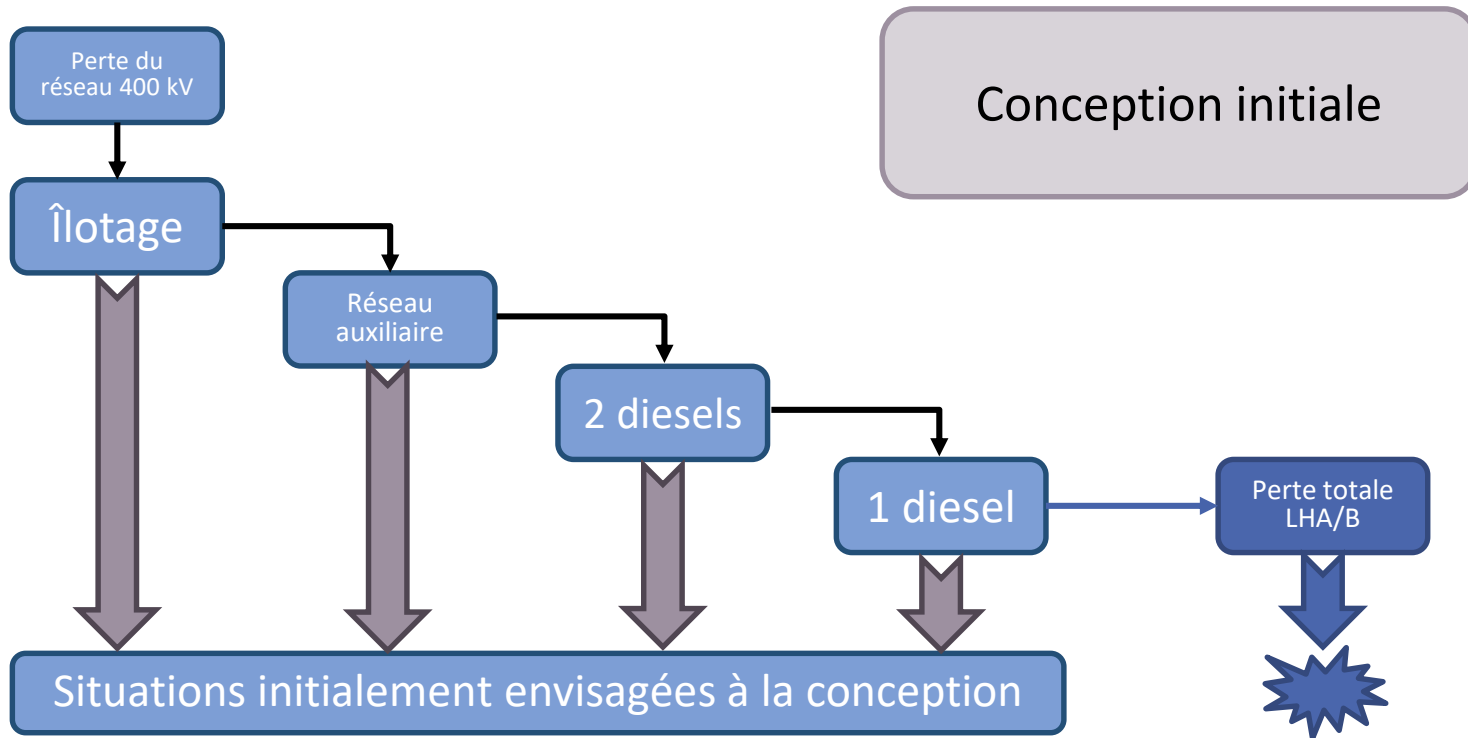 Perte du
réseau 400 kV
Conception initiale
Îlotage
Réseau
auxiliaire
2 diesels
1 diesel
Perte totale
LHA/B
Situations initialement envisagées à la conception